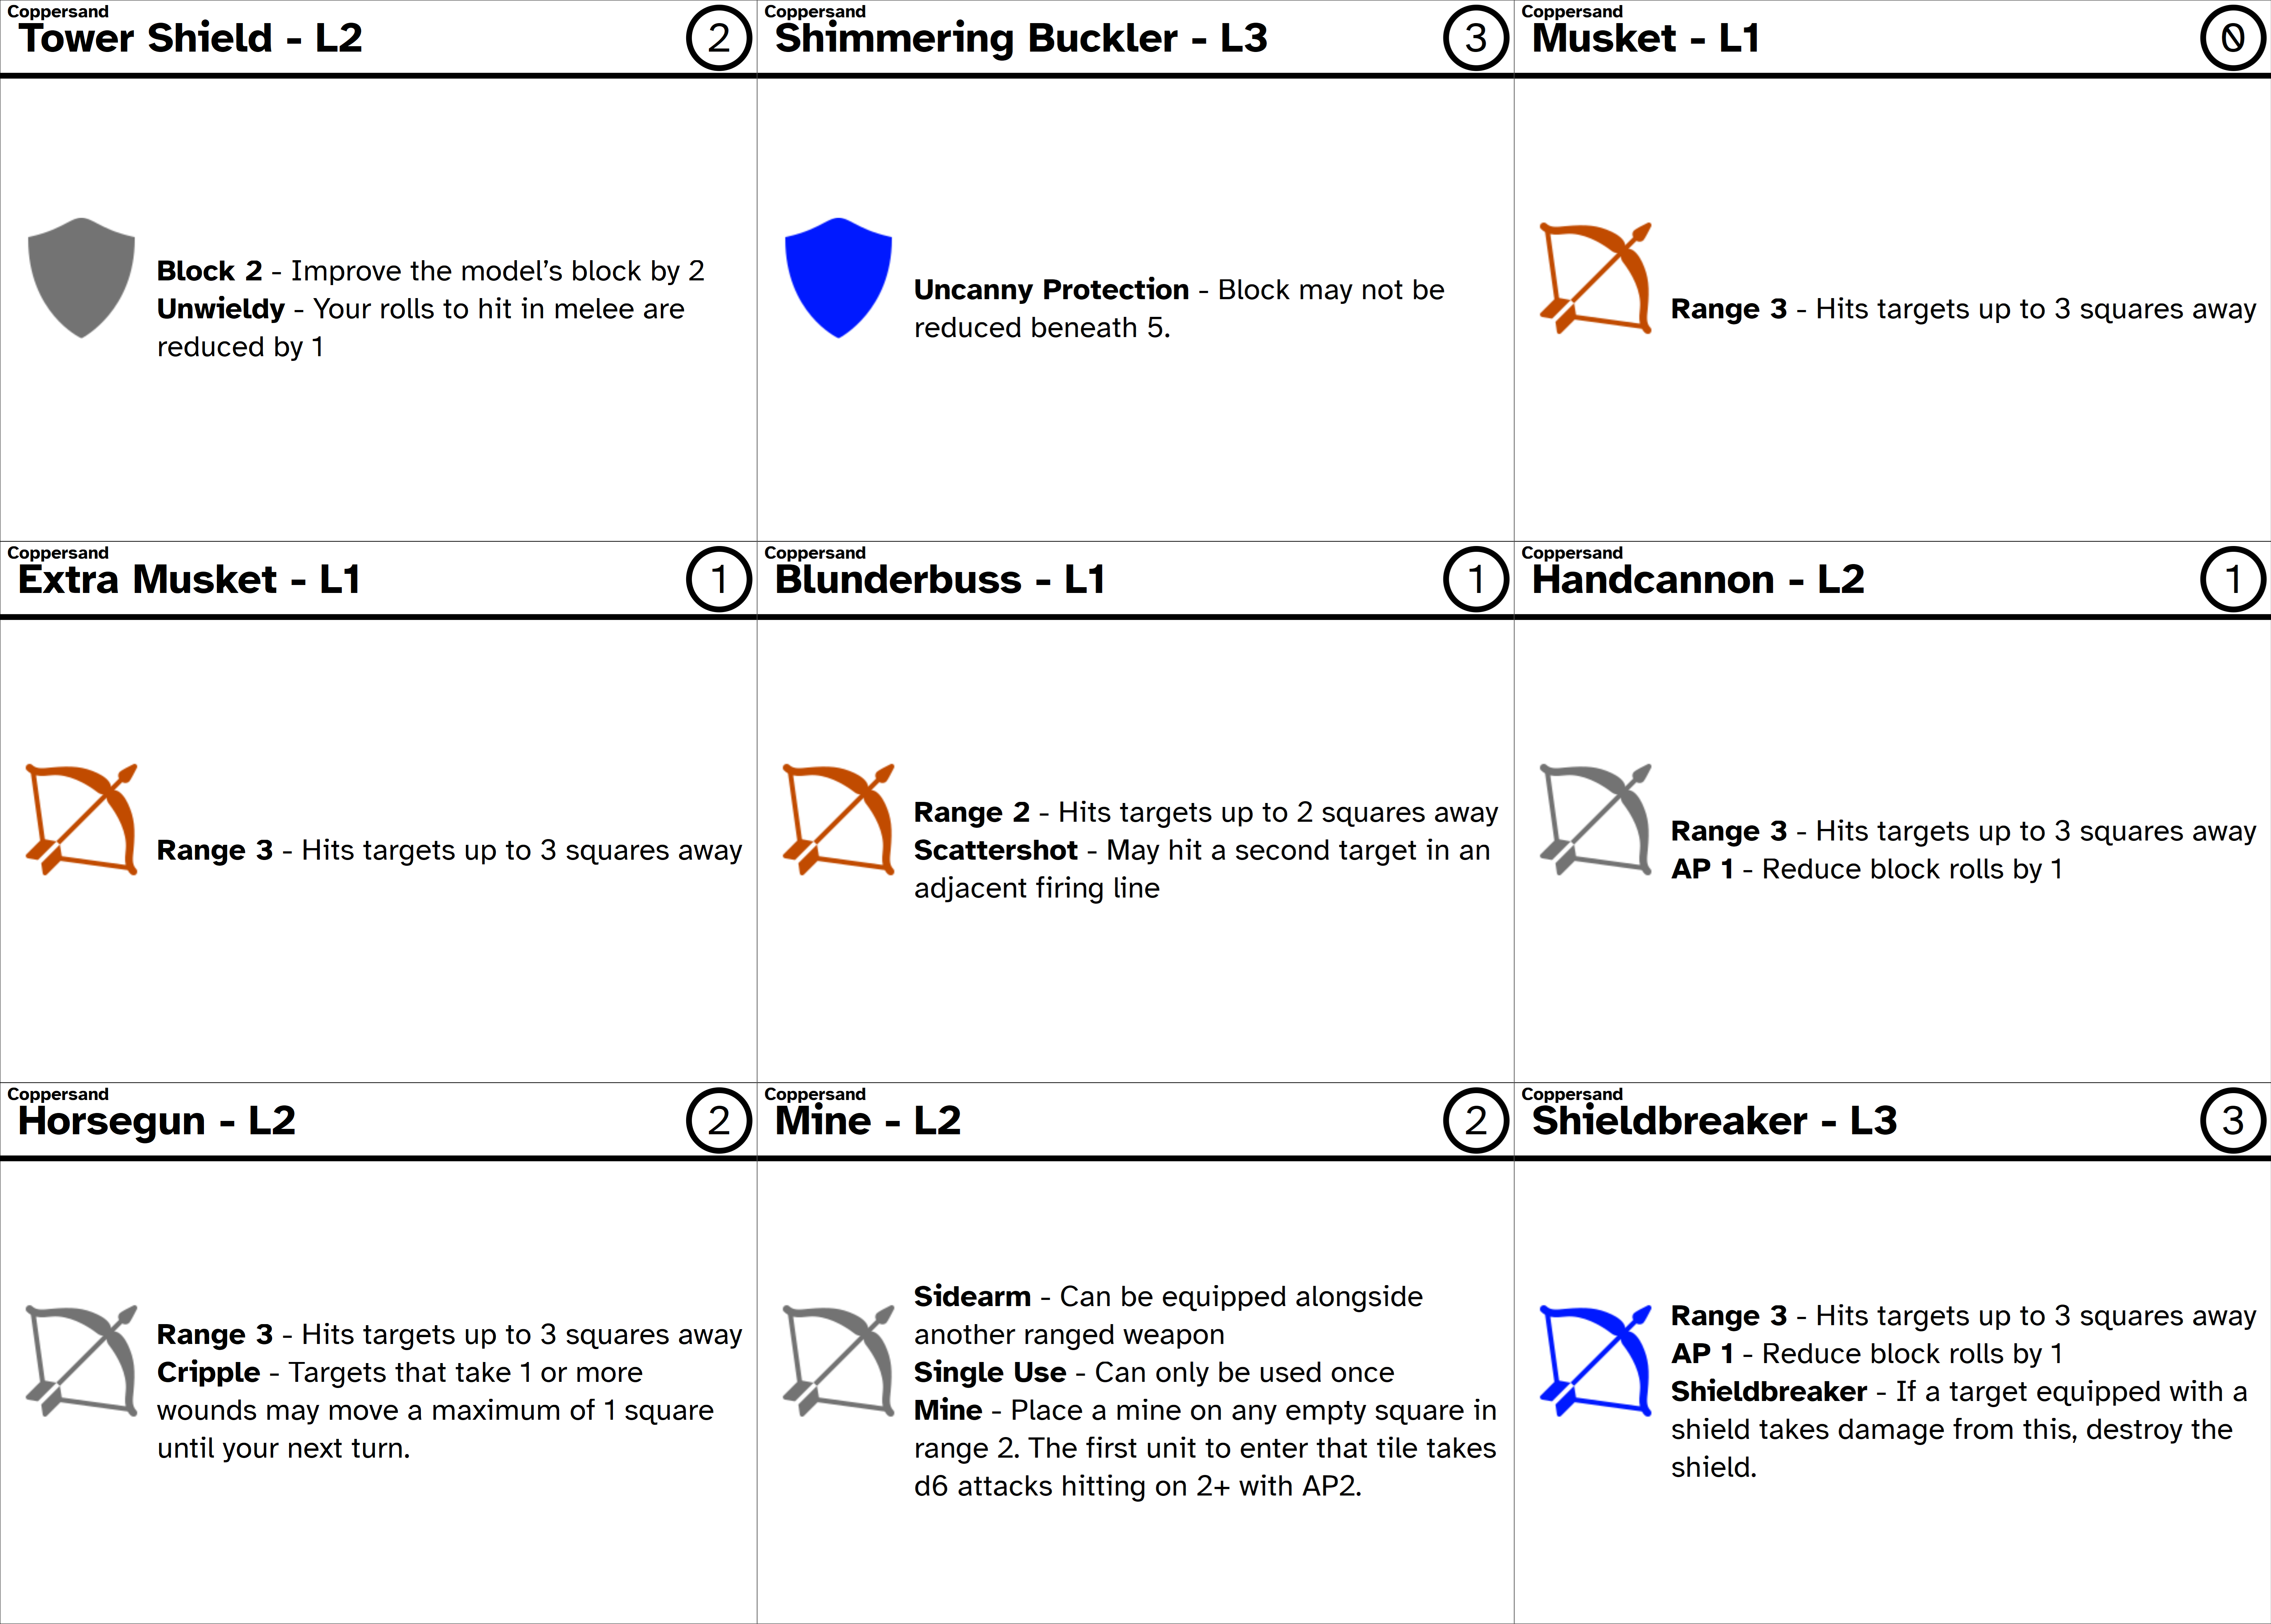 Coppersand
Tower Shield - L2
2
Block 2 - Improve the model’s block by 2
Unwieldy - Your rolls to hit in melee are
reduced by 1
Coppersand
Shimmering Buckler - L3
3
Uncanny Protection - Block may not be
reduced beneath 5.
Coppersand
Musket - L1
0
Range 3 - Hits targets up to 3 squares away
Coppersand
Extra Musket - L1
1
Range 3 - Hits targets up to 3 squares away
Coppersand
Blunderbuss - L1
1
Range 2 - Hits targets up to 2 squares away
Scattershot - May hit a second target in an
adjacent firing line
Coppersand
Handcannon - L2
1
Range 3 - Hits targets up to 3 squares away
AP 1 - Reduce block rolls by 1
Coppersand
Horsegun - L2
2
Range 3 - Hits targets up to 3 squares away
Cripple - Targets that take 1 or more
wounds may move a maximum of 1 square
until your next turn.
Coppersand
Mine - L2
2
Sidearm - Can be equipped alongside
another ranged weapon
Single Use - Can only be used once
Mine - Place a mine on any empty square in
range 2. The first unit to enter that tile takes
d6 attacks hitting on 2+ with AP2.
Coppersand
Shieldbreaker - L3
3
Range 3 - Hits targets up to 3 squares away
AP 1 - Reduce block rolls by 1
Shieldbreaker - If a target equipped with a
shield takes damage from this, destroy the
shield.